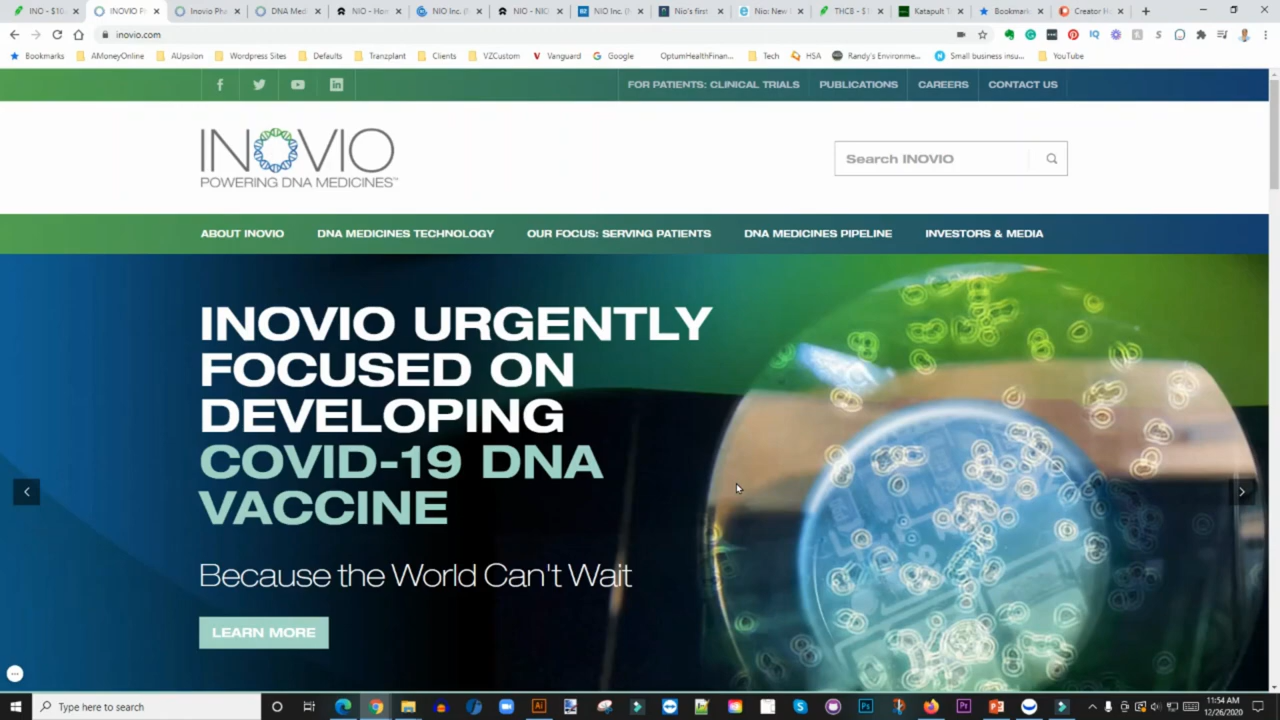 INO - $10
INOVIO P
Inovio Ph
DNA Med
NIO - How
NIO Inc. (
NIO - NIO
NIO Inc. (N
Nio's first
Nio: New
THCB - $1
Katapult T
Bookmark
Creator H
inovio.com
Bookmarks
AMoneyOnline
AUpsilon
Wordpress Sites
Defaults
Tranzplant
Clients
VZCustom
Vanguard
Google
OptumHealthFinan...
Tech
HSA
Randy's Environme...
Small business insu...
YouTube
FOR PATIENTS: CLINICAL TRIALS
PUBLICATIONS
CAREERS
CONTACT US
INOVIO
POWERING DNA MEDICINES™
Search INOVIO
ABOUT INOVIO
DNA MEDICINES TECHNOLOGY
OUR FOCUS: SERVING PATIENTS
DNA MEDICINES PIPELINE
INVESTORS & MEDIA
INOVIO URGENTLY
FOCUSED ON
DEVELOPING
COVID-19 DNA
VACCINE
Because the World Can't Wait
LEARN MORE
Type here to search
11:54 AM
12/26/2020